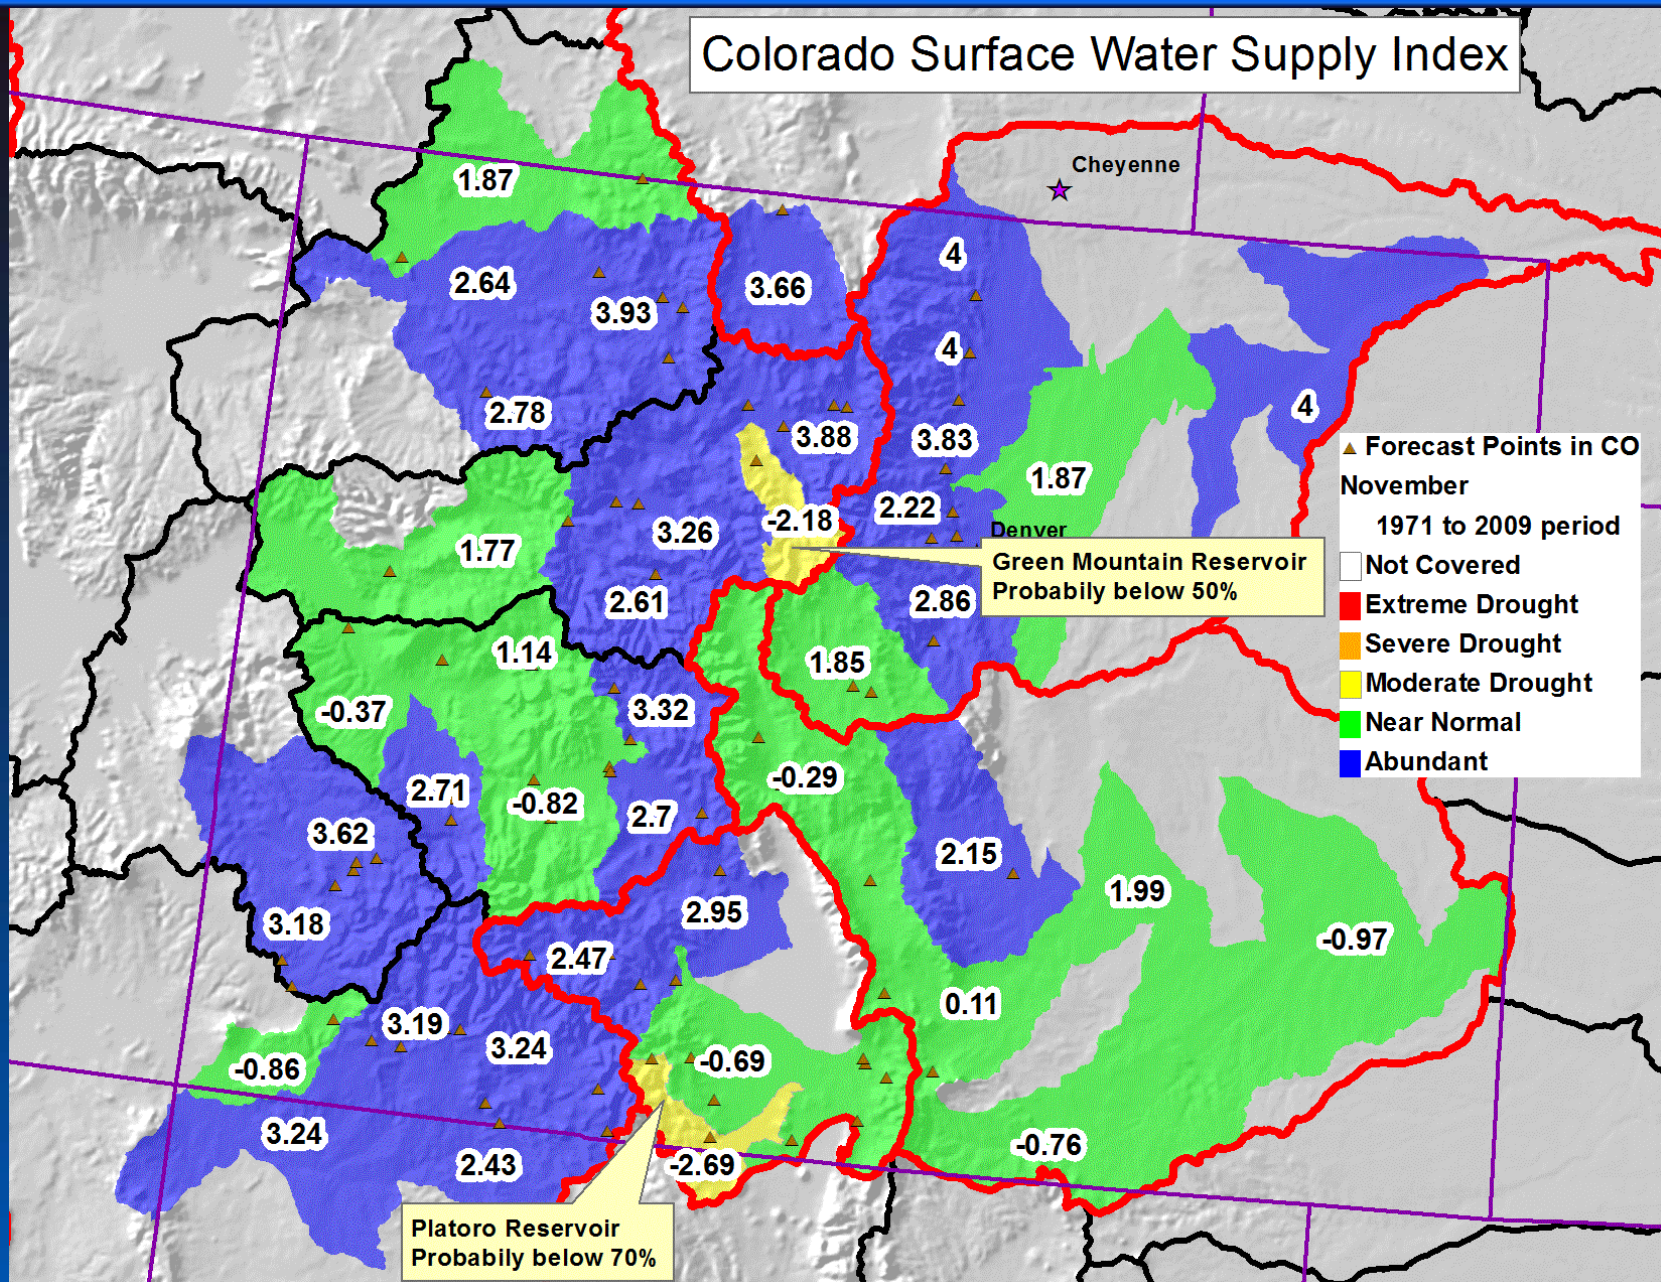 Colorado Surface Water Supply Index
Cheyenne
1.87
4
2.64
3.66
3.93
4
4
2.78
3.88
3.83
Forecast Points in CO
1.87
November
2.22
-2.18
1971 to 2009 period
3.26
Denver
1.77
Green Mountain Reservoir
Probabily below 50%
Not Covered
2.61
2.86
Extreme Drought
1.14
1.85
Severe Drought
-0.37
3.32
Moderate Drought
Near Normal
-0.29
Abundant
2.71
-0.82
2.7
3.62
2.15
1.99
2.95
3.18
-0.97
2.47
0.11
3.19
3.24
-0.69
-0.86
3.24
-0.76
2.43
-2.69
Platoro Reservoir
Probabily below 70%